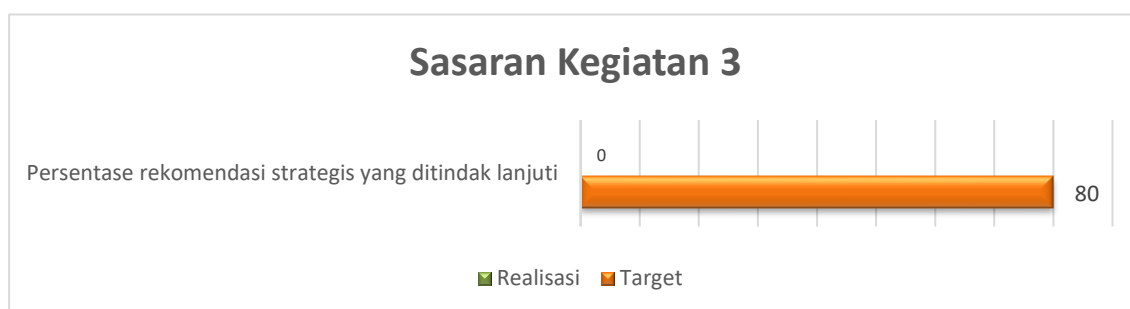 Sasaran Kegiatan 3
0
Persentase rekomendasi strategis yang ditindak lanjuti
80
Realisasi Target